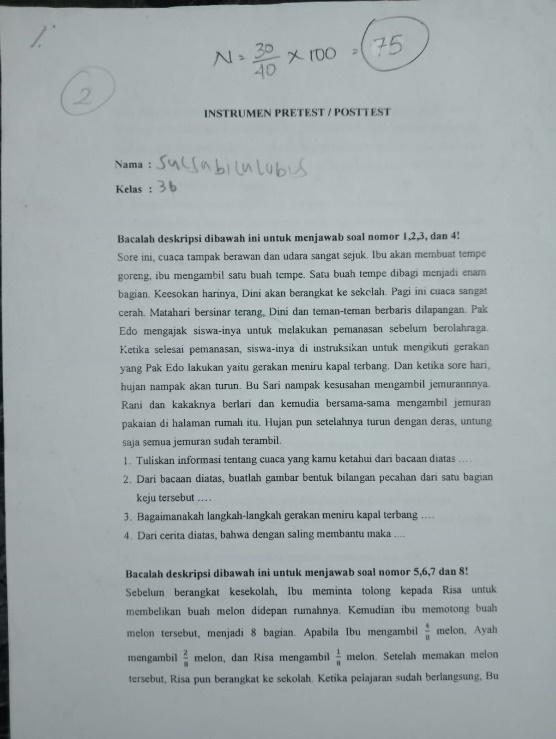 1.
N = 30/40 x 100 = 75
2
INSTRUMEN PRETEST / POSTTEST
Nama : Salsabila Lubis
Kelas : 3b
Bacalah deskripsi dibawah ini untuk menjawab soal nomor 1,2,3, dan 4!
Sore ini, cuaca tampak berawan dan udara sangat sejuk. Ibu akan membuat tempe
goreng, ibu mengambil satu buah tempe. Satu buah tempe dibagi menjadi enam
bagian. Keesokan harinya, Dini akan berangkat ke sekolah. Pagi ini cuaca sangat
cerah. Matahari bersinar terang, Dini dan teman-teman berbaris dilapangan. Pak
Edo mengajak siswa-inya untuk melakukan pemanasan sebelum berolahraga.
Ketika selesai pemanasan, siswa-inya di instruksikan untuk mengikuti gerakan
yang Pak Edo lakukan yaitu gerakan meniru kapal terbang. Dan ketika sore hari,
hujan nampak akan turun. Bu Sari nampak kesusahan mengambil jemurannnya.
Rani dan kakaknya berlari dan kemudia bersama-sama mengambil jemuran
pakaian di halaman rumah itu. Hujan pun setelahnya turun dengan deras, untung
saja semua jemuran sudah terambil.
1. Tuliskan informasi tentang cuaca yang kamu ketahui dari bacaan diatas ....
2. Dari bacaan diatas, buatlah gambar bentuk bilangan pecahan dari satu bagian
keju tersebut ....
3. Bagaimanakah langkah-langkah gerakan meniru kapal terbang ....
4. Dari cerita diatas, bahwa dengan saling membantu maka ....
Bacalah deskripsi dibawah ini untuk menjawab soal nomor 5,6,7 dan 8!
Sebelum berangkat kesekolah, Ibu meminta tolong kepada Risa untuk
membelikan buah melon didepan rumahnya. Kemudian ibu memotong buah
melon tersebut, menjadi 8 bagian. Apabila Ibu mengambil 4/8 melon, Ayah
mengambil 2/8 melon, dan Risa mengambil 1/8 melon. Setelah memakan melon
tersebut, Risa pun berangkat ke sekolah. Ketika pelajaran sudah berlangsung, Bu